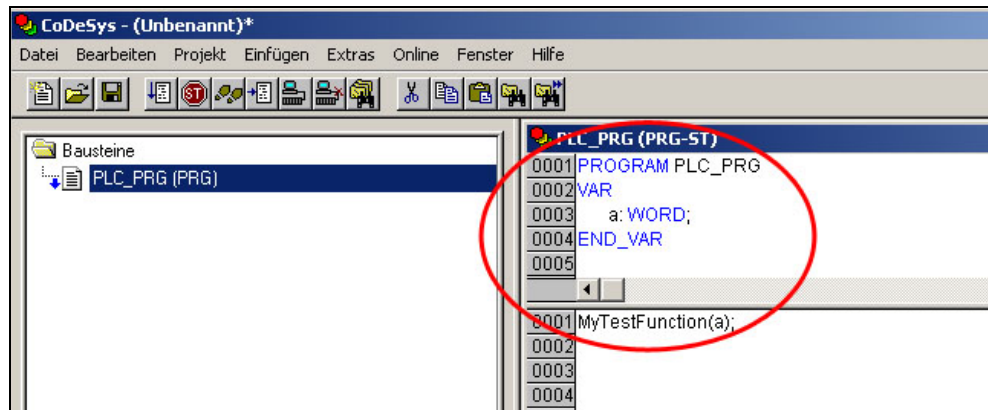 CoDeSys - (Unbenannt)*
Datei Bearbeiten Projekt Einfügen Extras Online Fenster Hilfe
ST
Bausteine
PLC_PRG (PRG)
PLC_PRG (PRG-ST)
0001 PROGRAM PLC_PRG
0002 VAR
0003 a: WORD;
0004 END_VAR
0005
0001 MyTestFunction(a);
0002
0003
0004